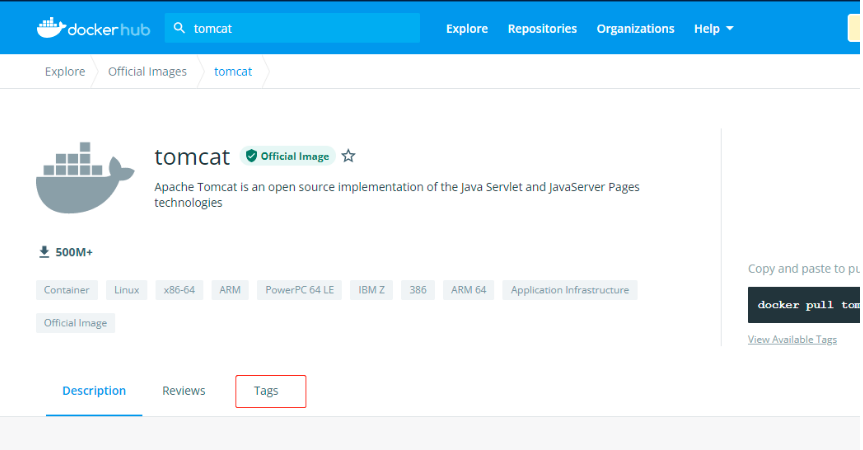 dockerhub tomcat Explore Repositories Organizations Help
Explore Official Images tomcat
tomcat Official Image
Apache Tomcat is an open source implementation of the Java Servlet and JavaServer Pages
technologies
500M+
Container Linux x86-64 ARM PowerPC 64 LE IBM Z 386 ARM 64 Application Infrastructure
Official Image
Copy and paste to pu
docker pull tom
View Available Tags
Description Reviews Tags